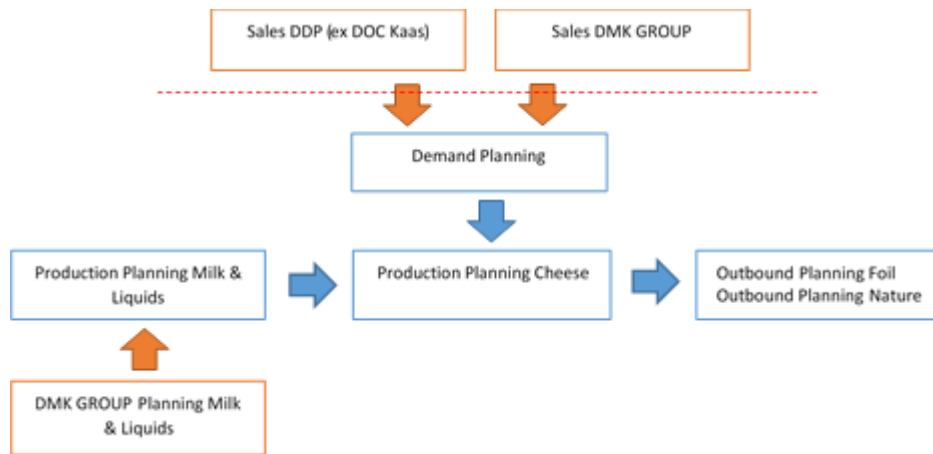 Sales DDP (ex DOC Kaas)
Sales DMK GROUP
Demand Planning
Production Planning Milk &
Liquids
Production Planning Cheese
Outbound Planning Foil
Outbound Planning Nature
DMK GROUP Planning Milk
& Liquids